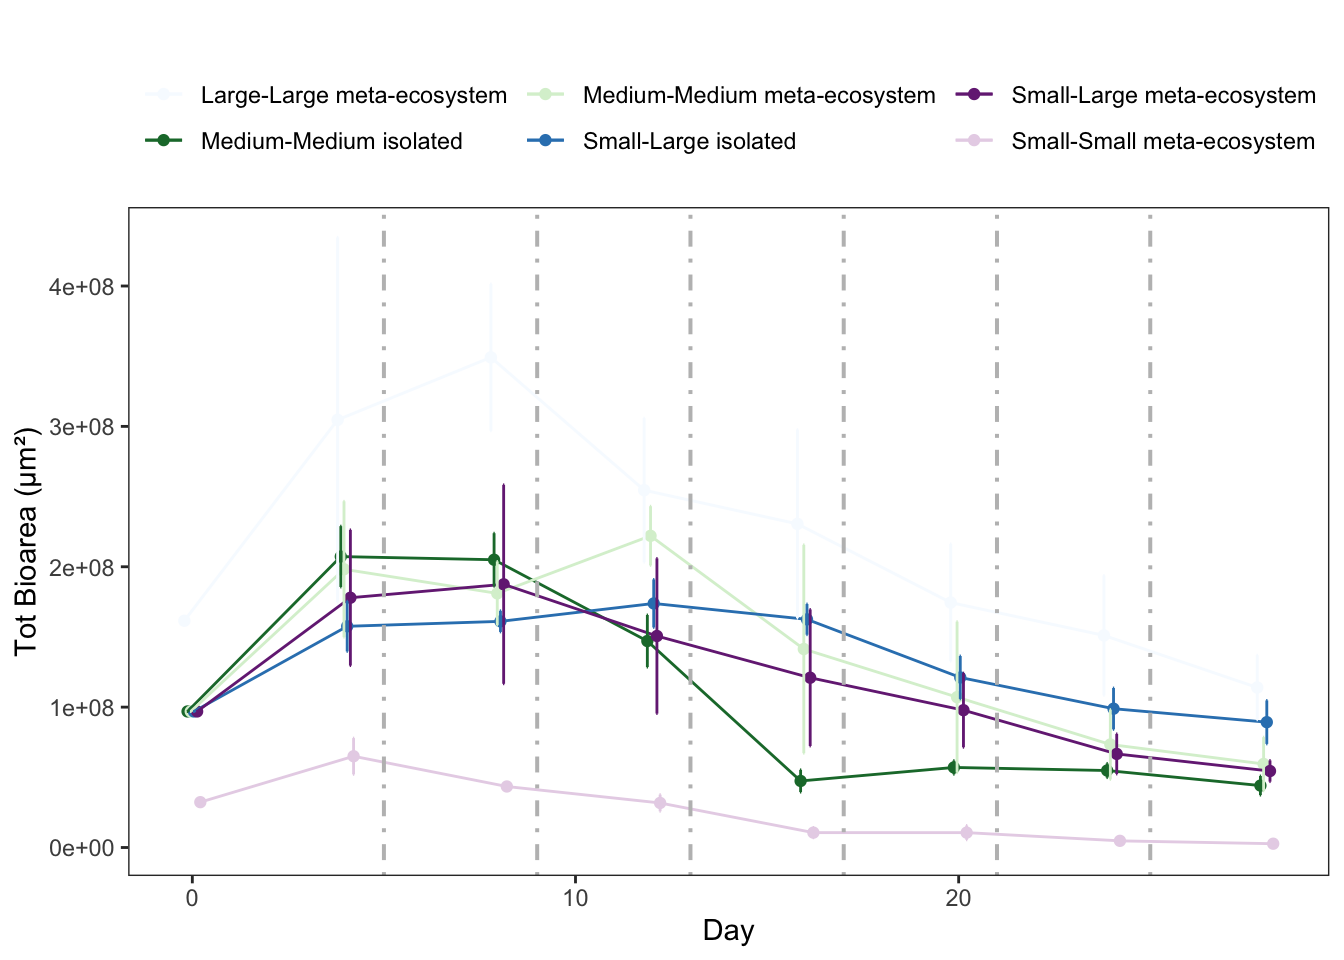 Large-Large meta-ecosystem
Medium-Medium meta-ecosystem
Small-Large meta-ecosystem
Medium-Medium isolated
Small-Large isolated
Small-Small meta-ecosystem
Tot Bioarea (μm²)
4e+08
3e+08
2e+08
1e+08
0e+00
0
10
20
Day